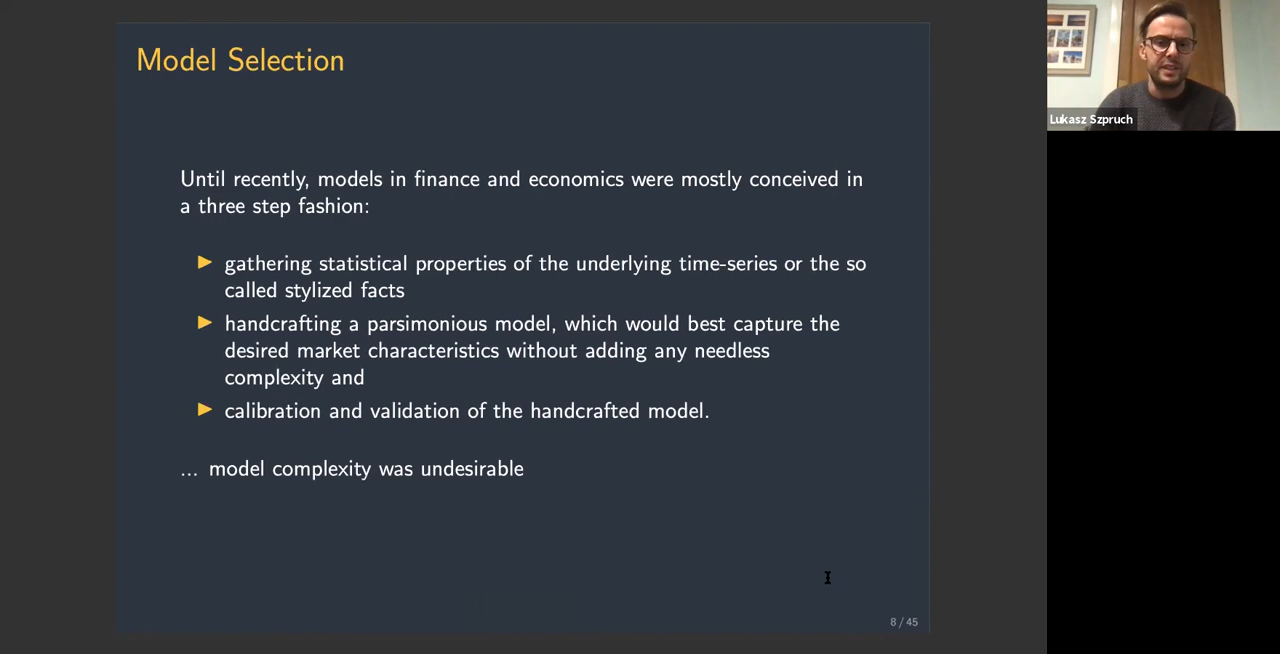 Model Selection
Until recently, models in finance and economics were mostly conceived in
a three step fashion:
gathering statistical properties of the underlying time-series or the so
called stylized facts
handcrafting a parsimonious model, which would best capture the
desired market characteristics without adding any needless
complexity and
calibration and validation of the handcrafted model.
... model complexity was undesirable
8 / 45
Lukasz Szpruch